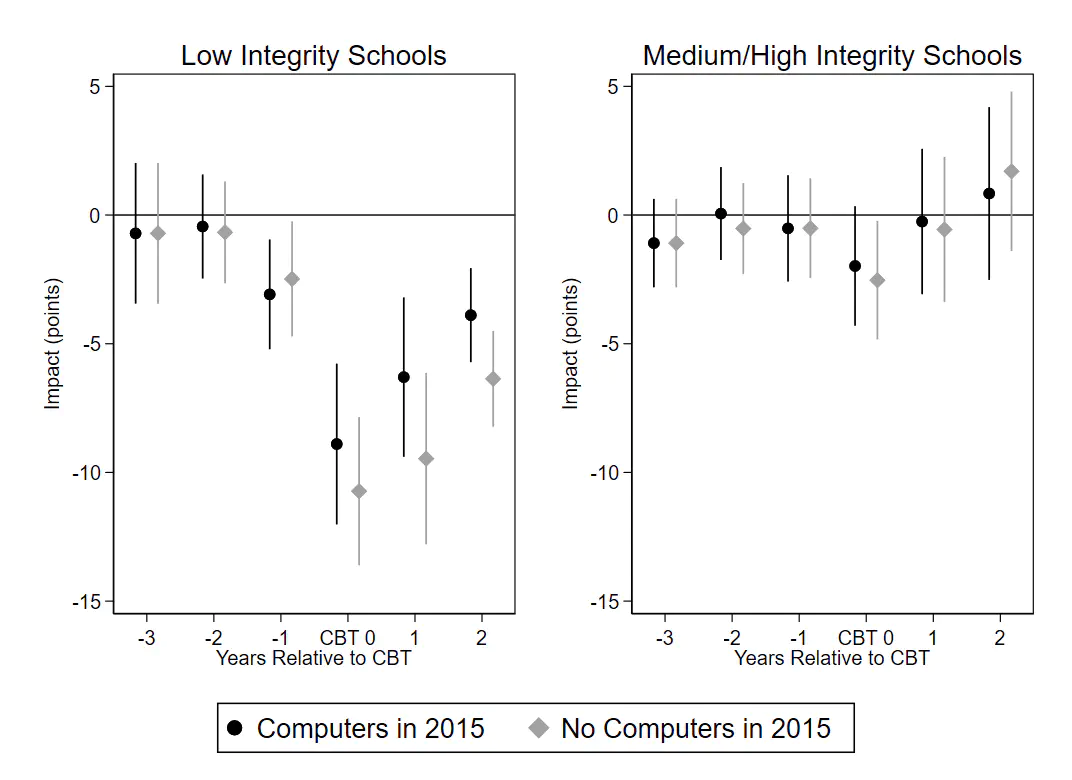 Low Integrity Schools
Medium/High Integrity Schools
5
0
-5
-10
-15
Impact (points)
-3 -2 -1 CBT 0 1 2
Years Relative to CBT
5
0
-5
-10
-15
Impact (points)
-3 -2 -1 CBT 0 1 2
Years Relative to CBT
Computers in 2015 No Computers in 2015